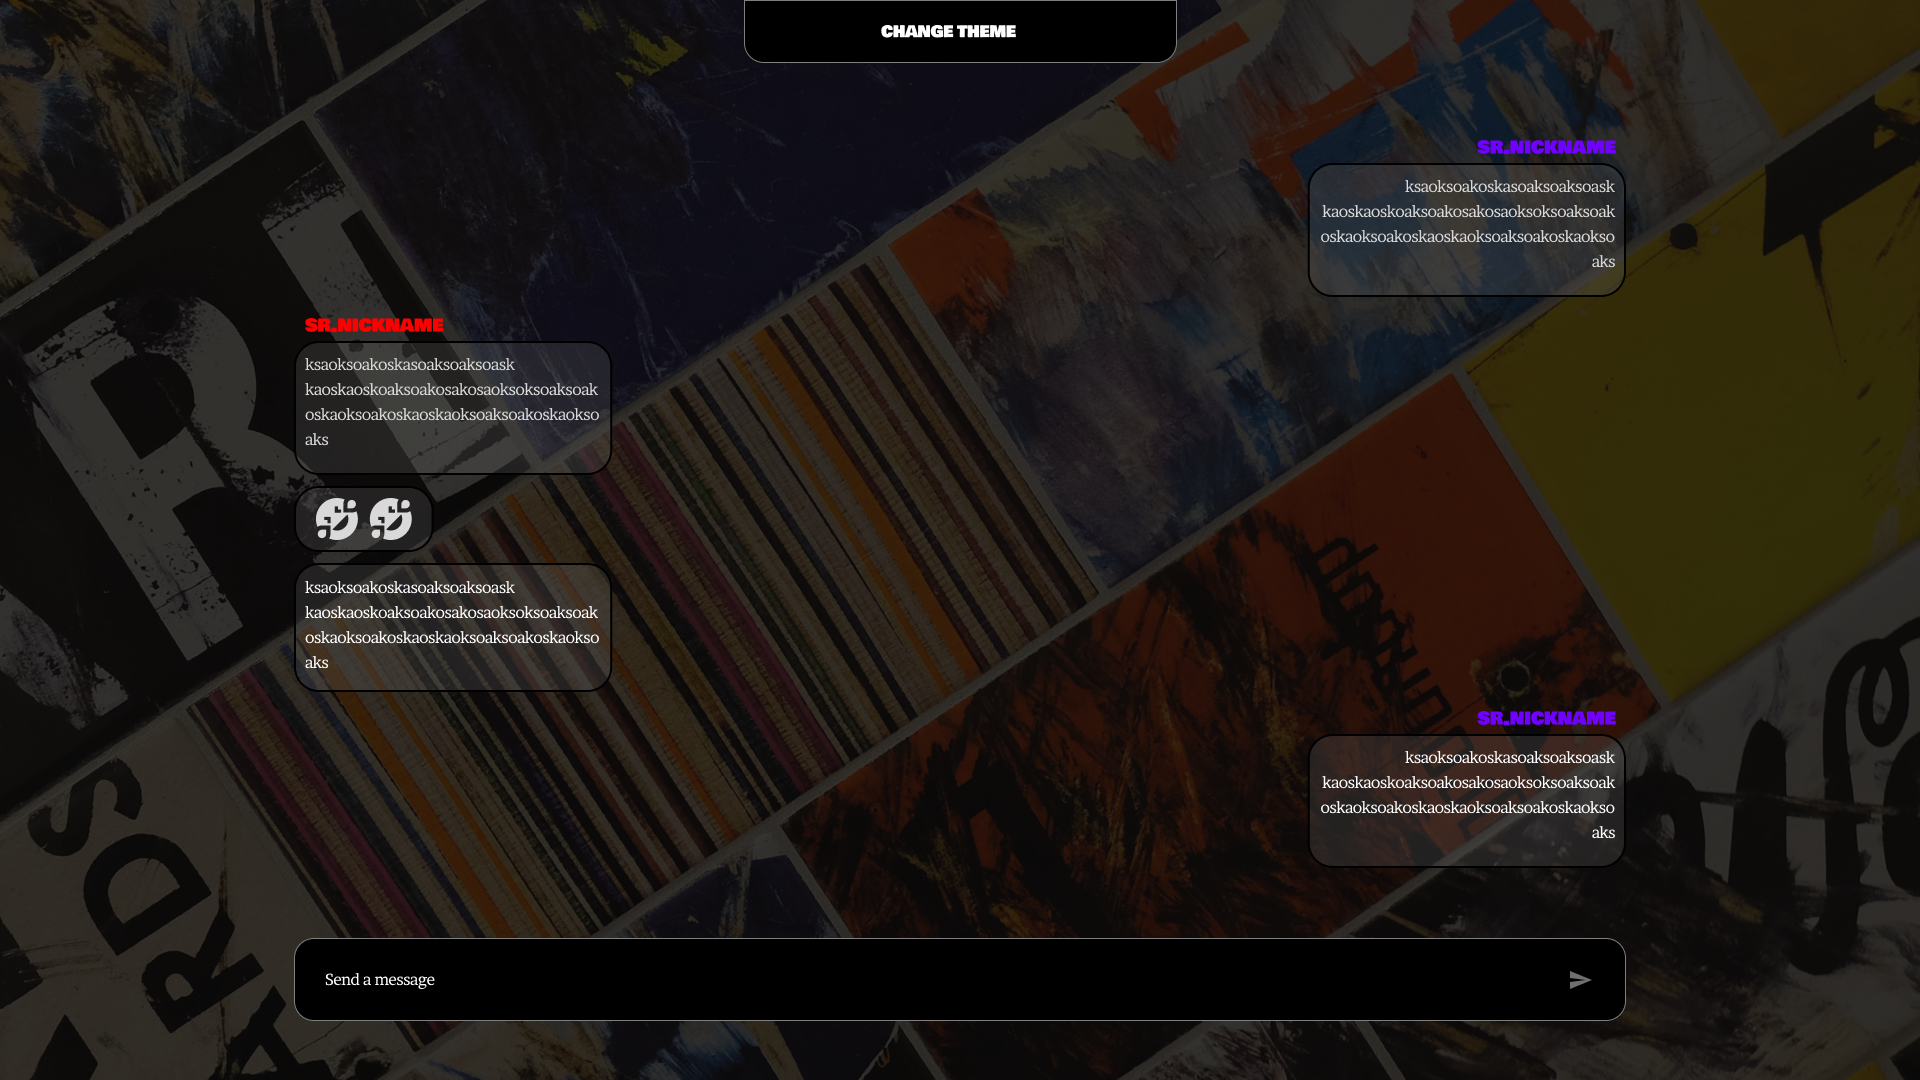 CHANGE THEME
SR.NICKNAME
ksaoksoakoskasoaksoaksoask
kaoskaoskoaksoakosakosaoksoksoaksoak
oskaoksoakoskaoskaoksoaksoakoskaokso
aks
SR.NICKNAME
ksaoksoakoskasoaksoaksoask
kaoskaoskoaksoakosakosaoksoksoaksoak
oskaoksoakoskaoskaoksoaksoakoskaokso
aks
ksaoksoakoskasoaksoaksoask
kaoskaoskoaksoakosakosaoksoksoaksoak
oskaoksoakoskaoskaoksoaksoakoskaokso
aks
SR.NICKNAME
ksaoksoakoskasoaksoaksoask
kaoskaoskoaksoakosakosaoksoksoaksoak
oskaoksoakoskaoskaoksoaksoakoskaokso
aks
Send a message